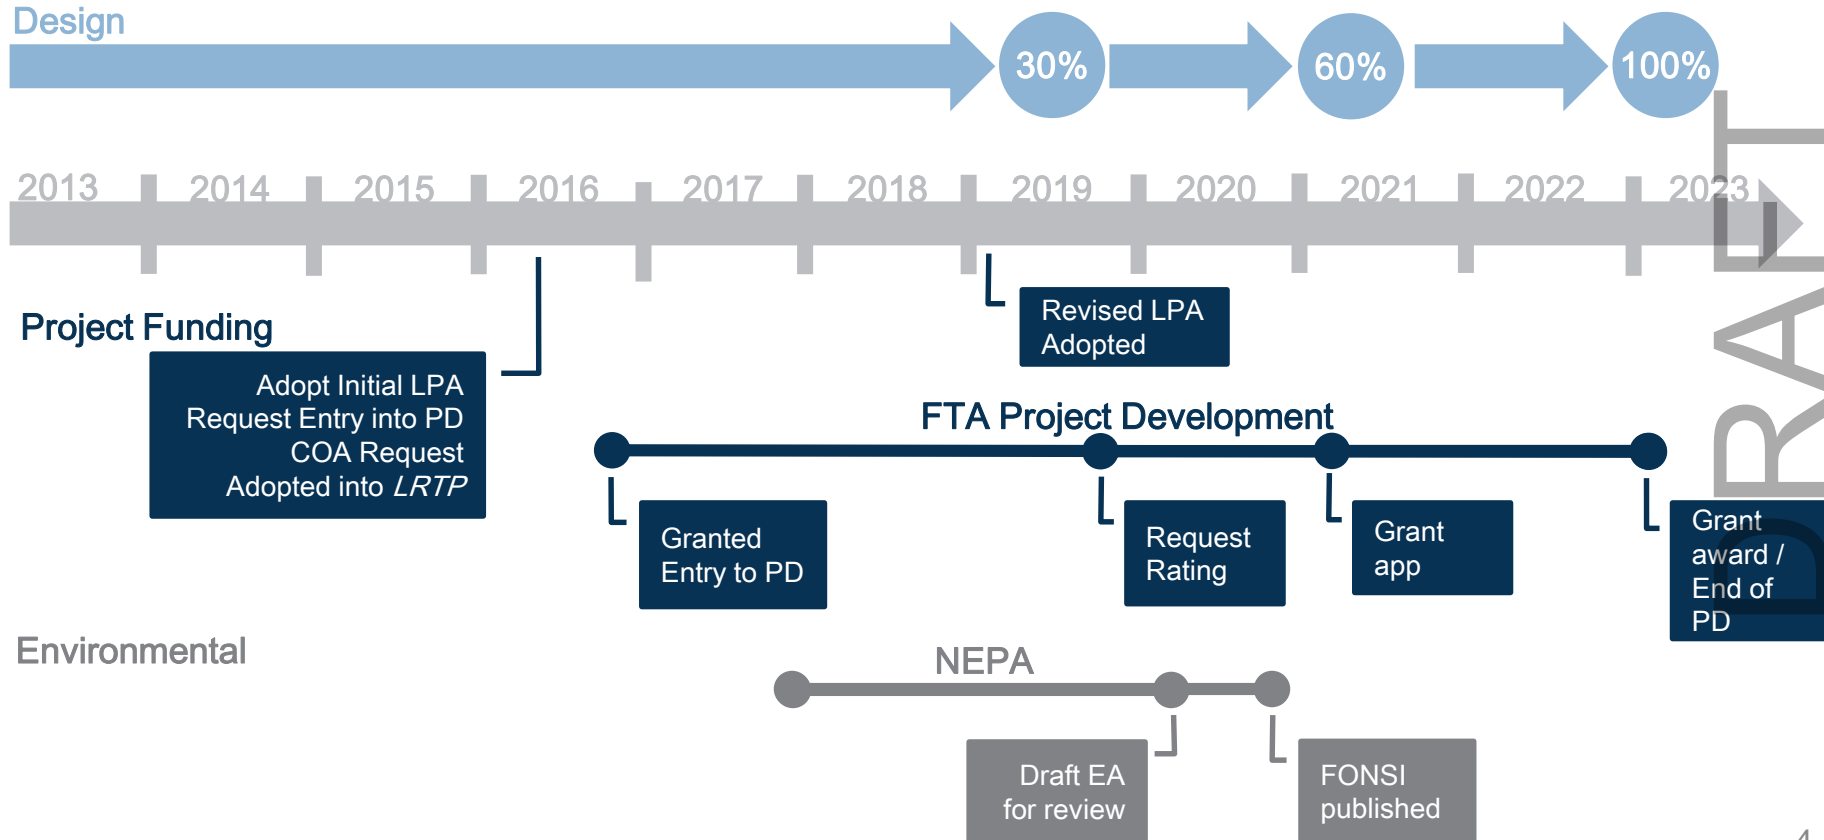 Design
30%
60%
100%
2013 2014 2015 2016 2017 2018 2019 2020 2021 2022 2023
Project Funding
Adopt Initial LPA
Request Entry into PD
COA Request
Adopted into LRTP
Revised LPA
Adopted
FTA Project Development
Granted
Entry to PD
Request
Rating
Grant
app
Grant
award /
End of
PD
Environmental
NEPA
Draft EA
for review
FONSI
published
DRAFT
4